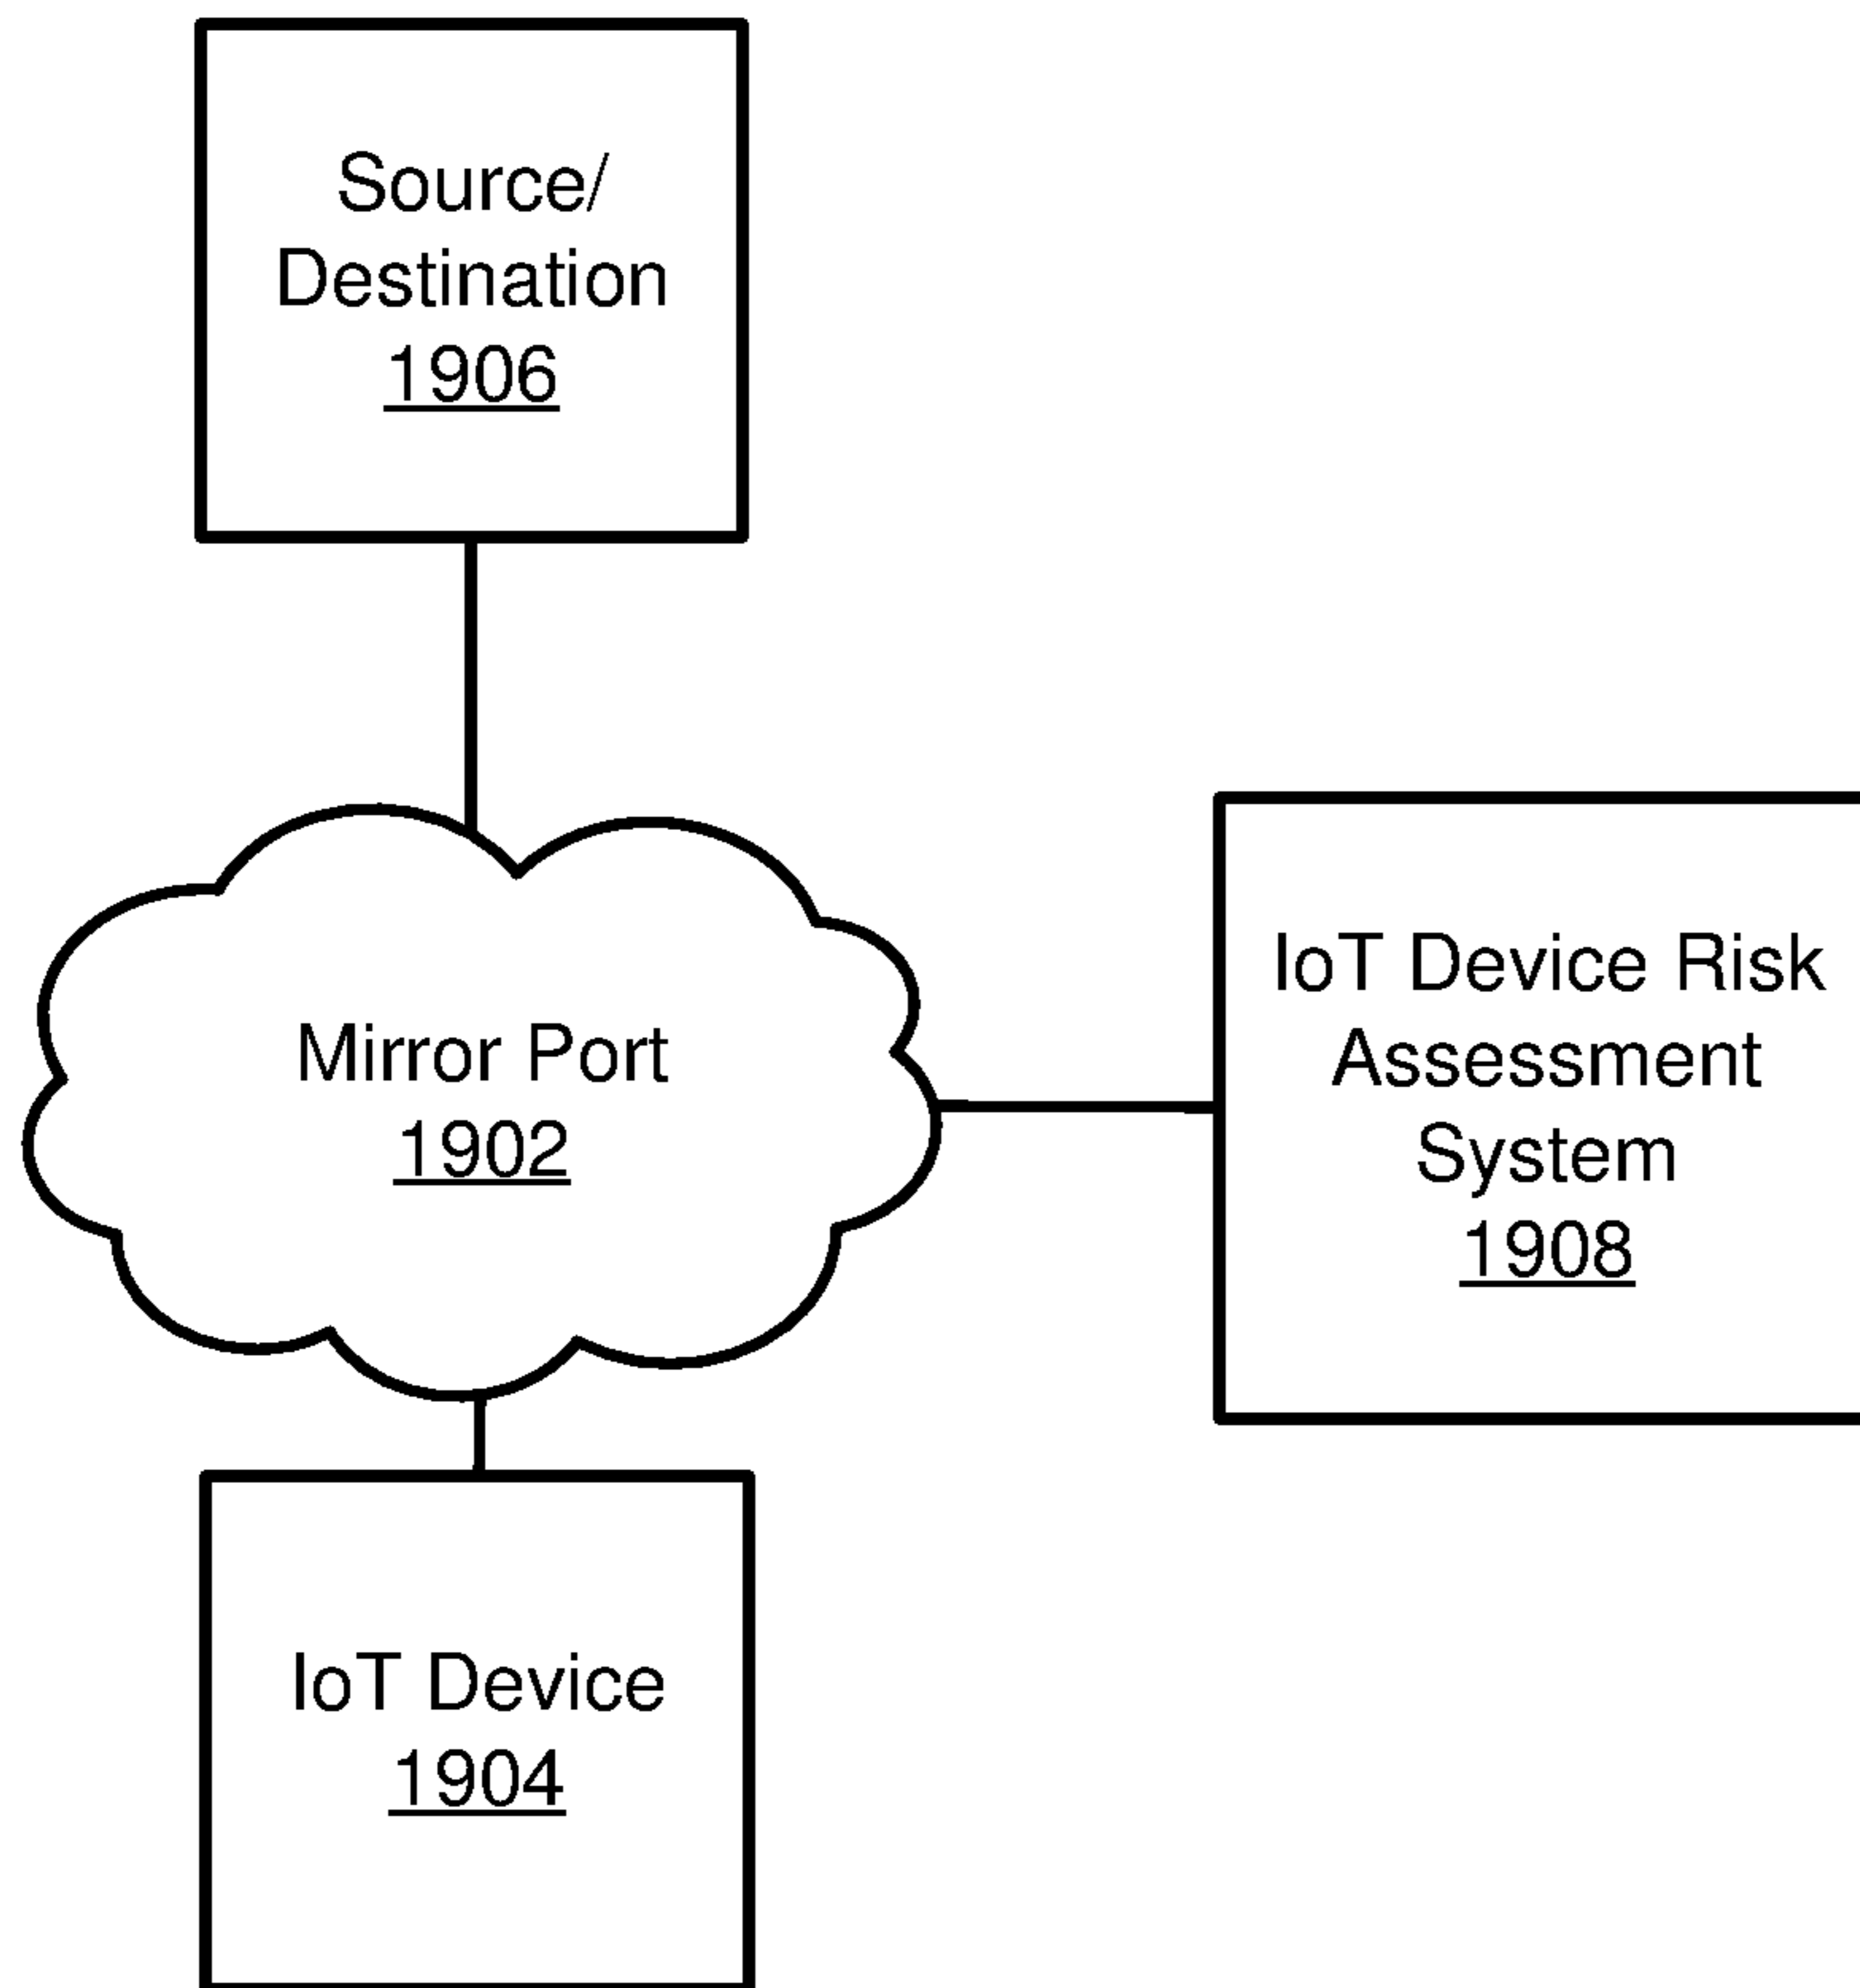 Source/
Destination
1906
Mirror Port
1902
IoT Device Risk
Assessment
System
1908
IoT Device
1904